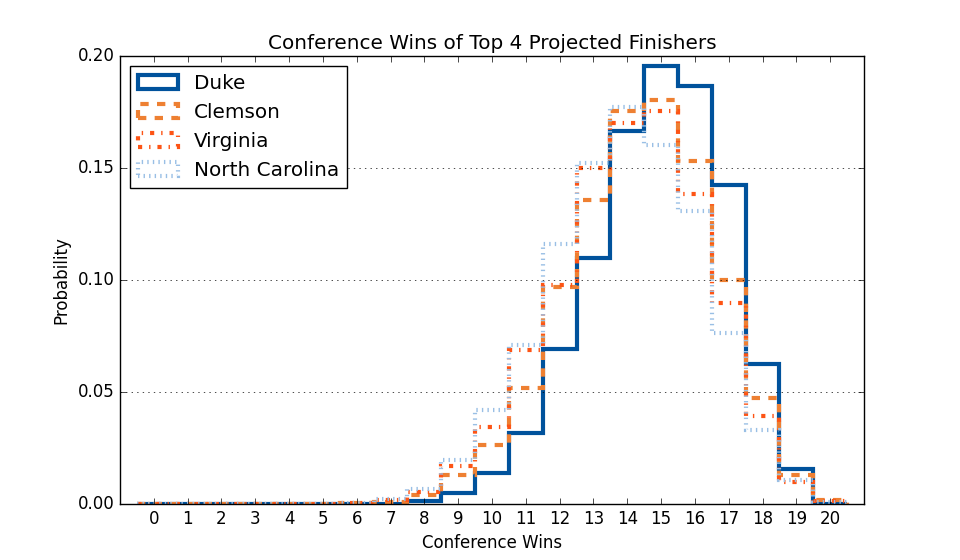 Conference Wins of Top 4 Projected Finishers
0.20
Duke
Clemson
Virginia
North Carolina
0.15
0.10
0.05
0.00
Probability
0 1 2 3 4 5 6 7 8 9 10 11 12 13 14 15 16 17 18 19 20
Conference Wins